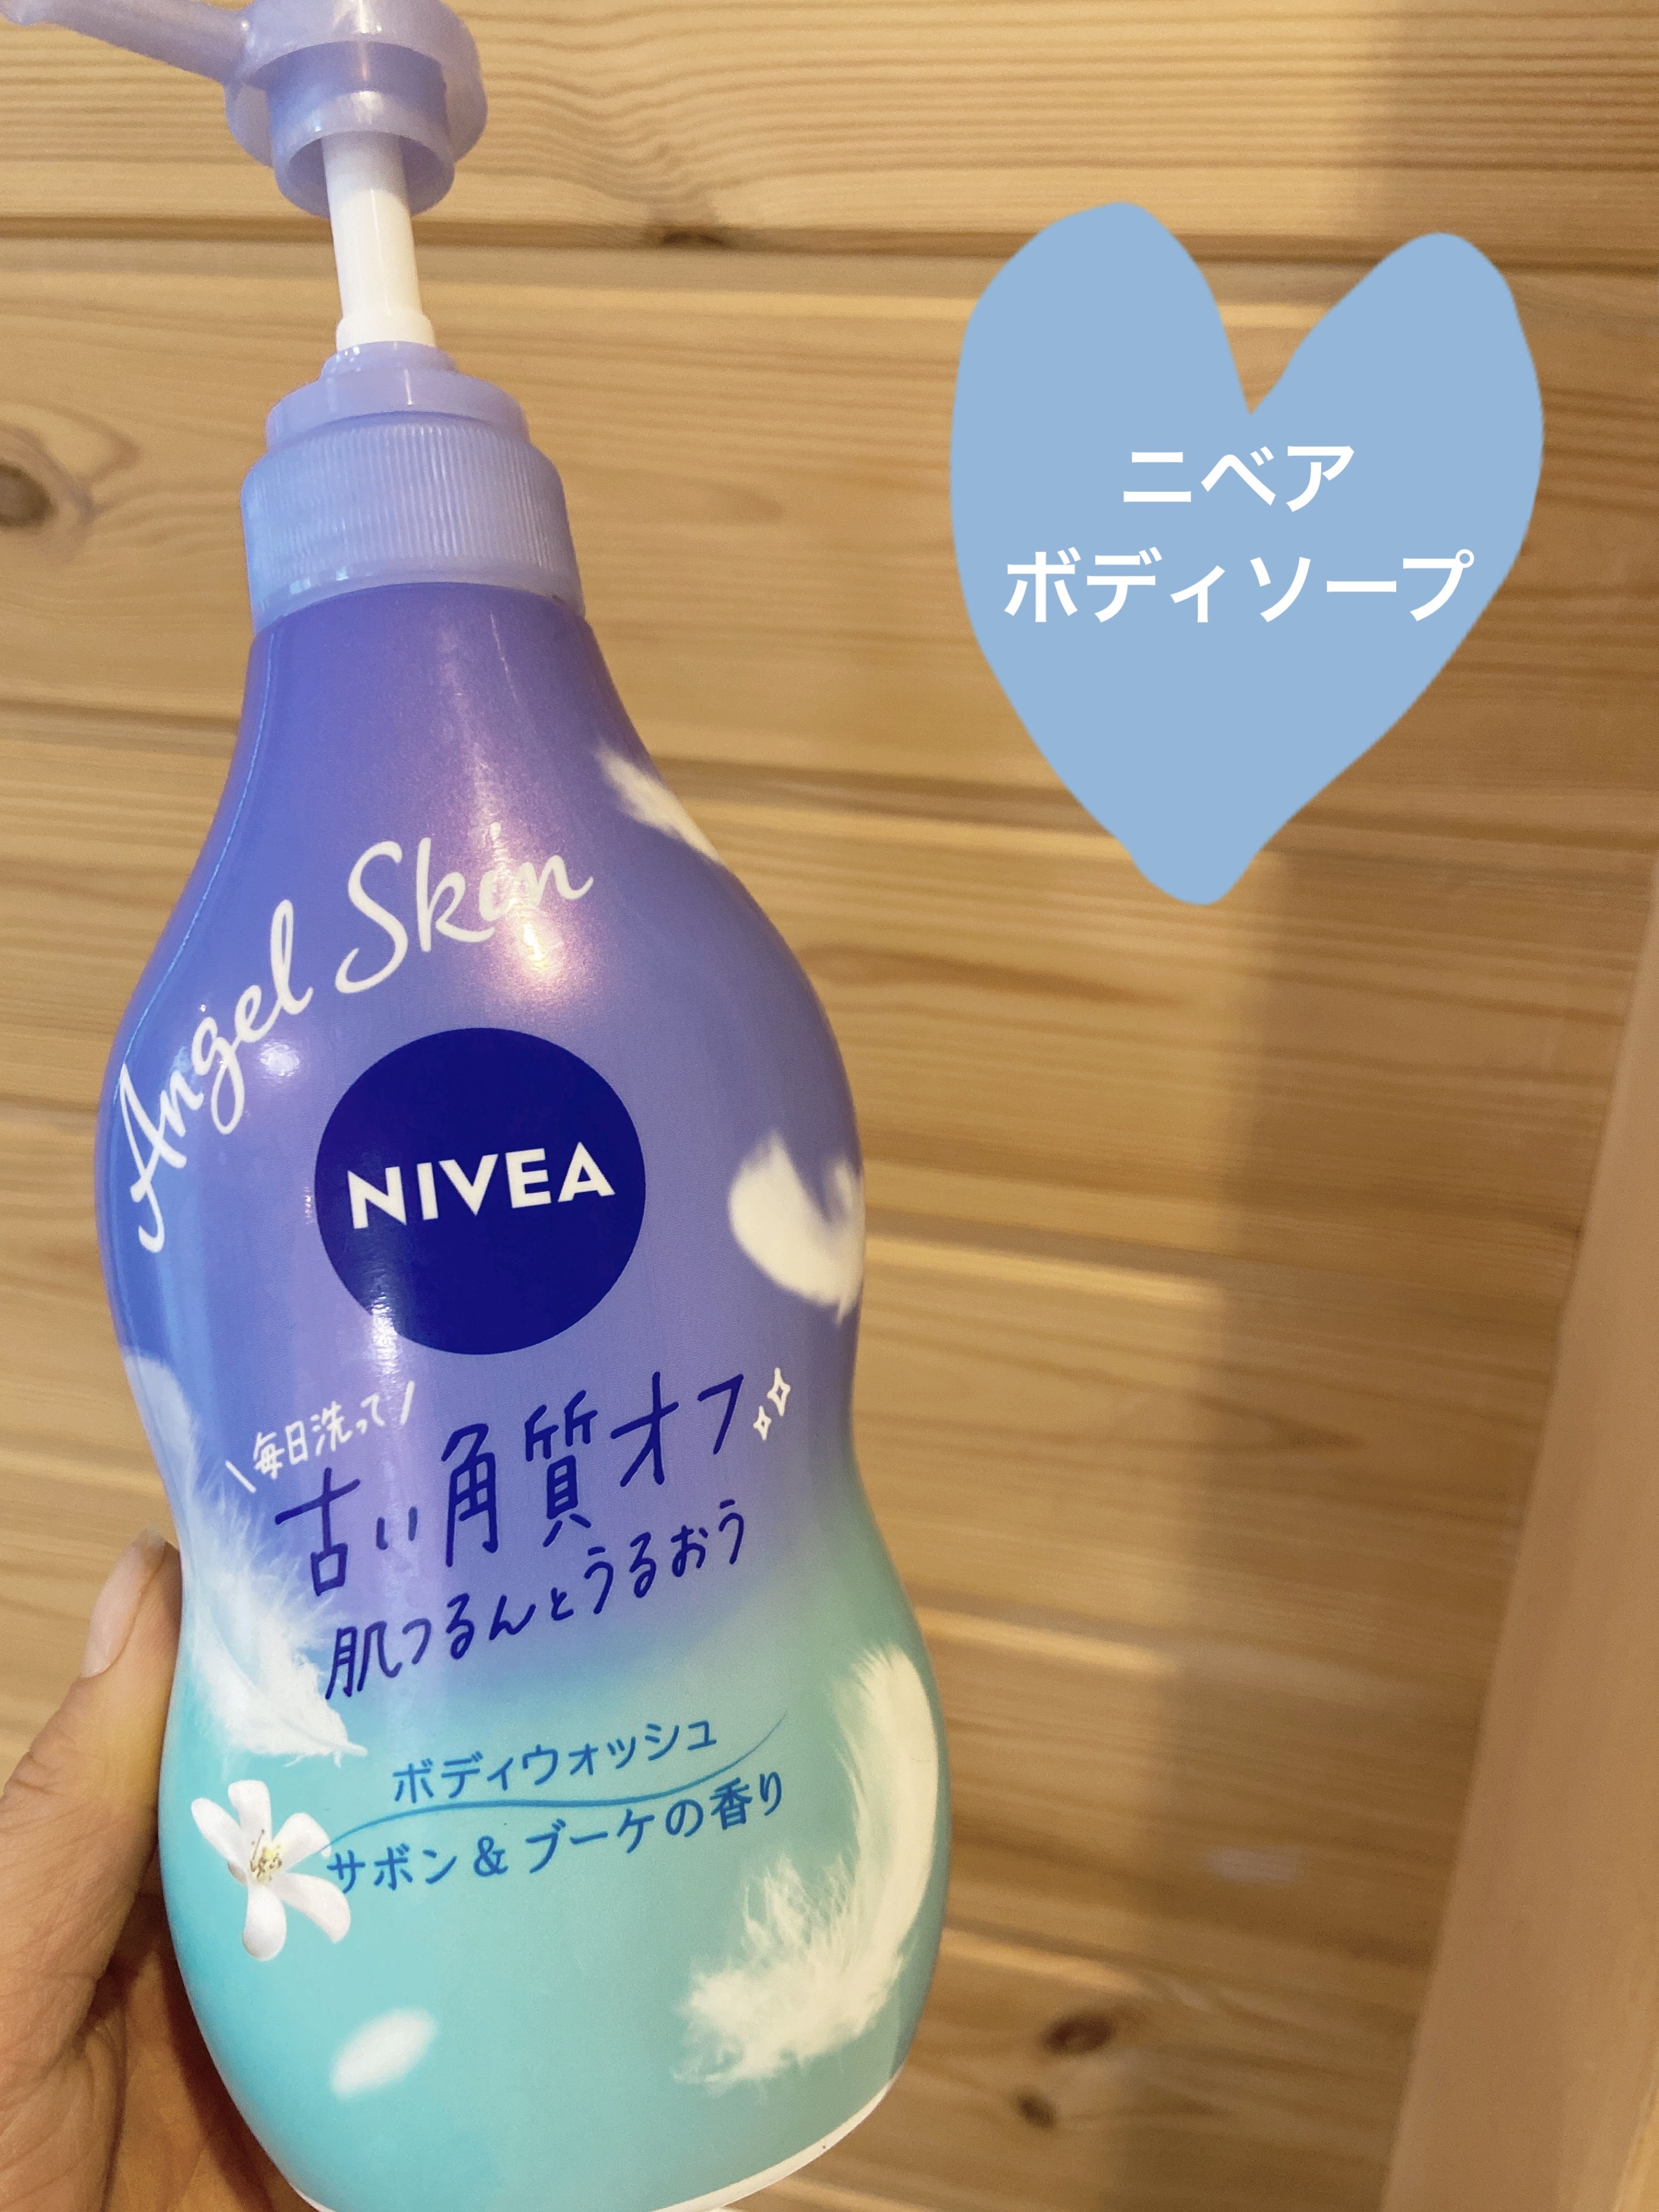 ニベア
ボディソープ
Angel Skin
NIVEA
\毎日洗って/
古い角質オフ
肌つるんとうるおう
ボディウォッシュ
サボン&ブーケの香り